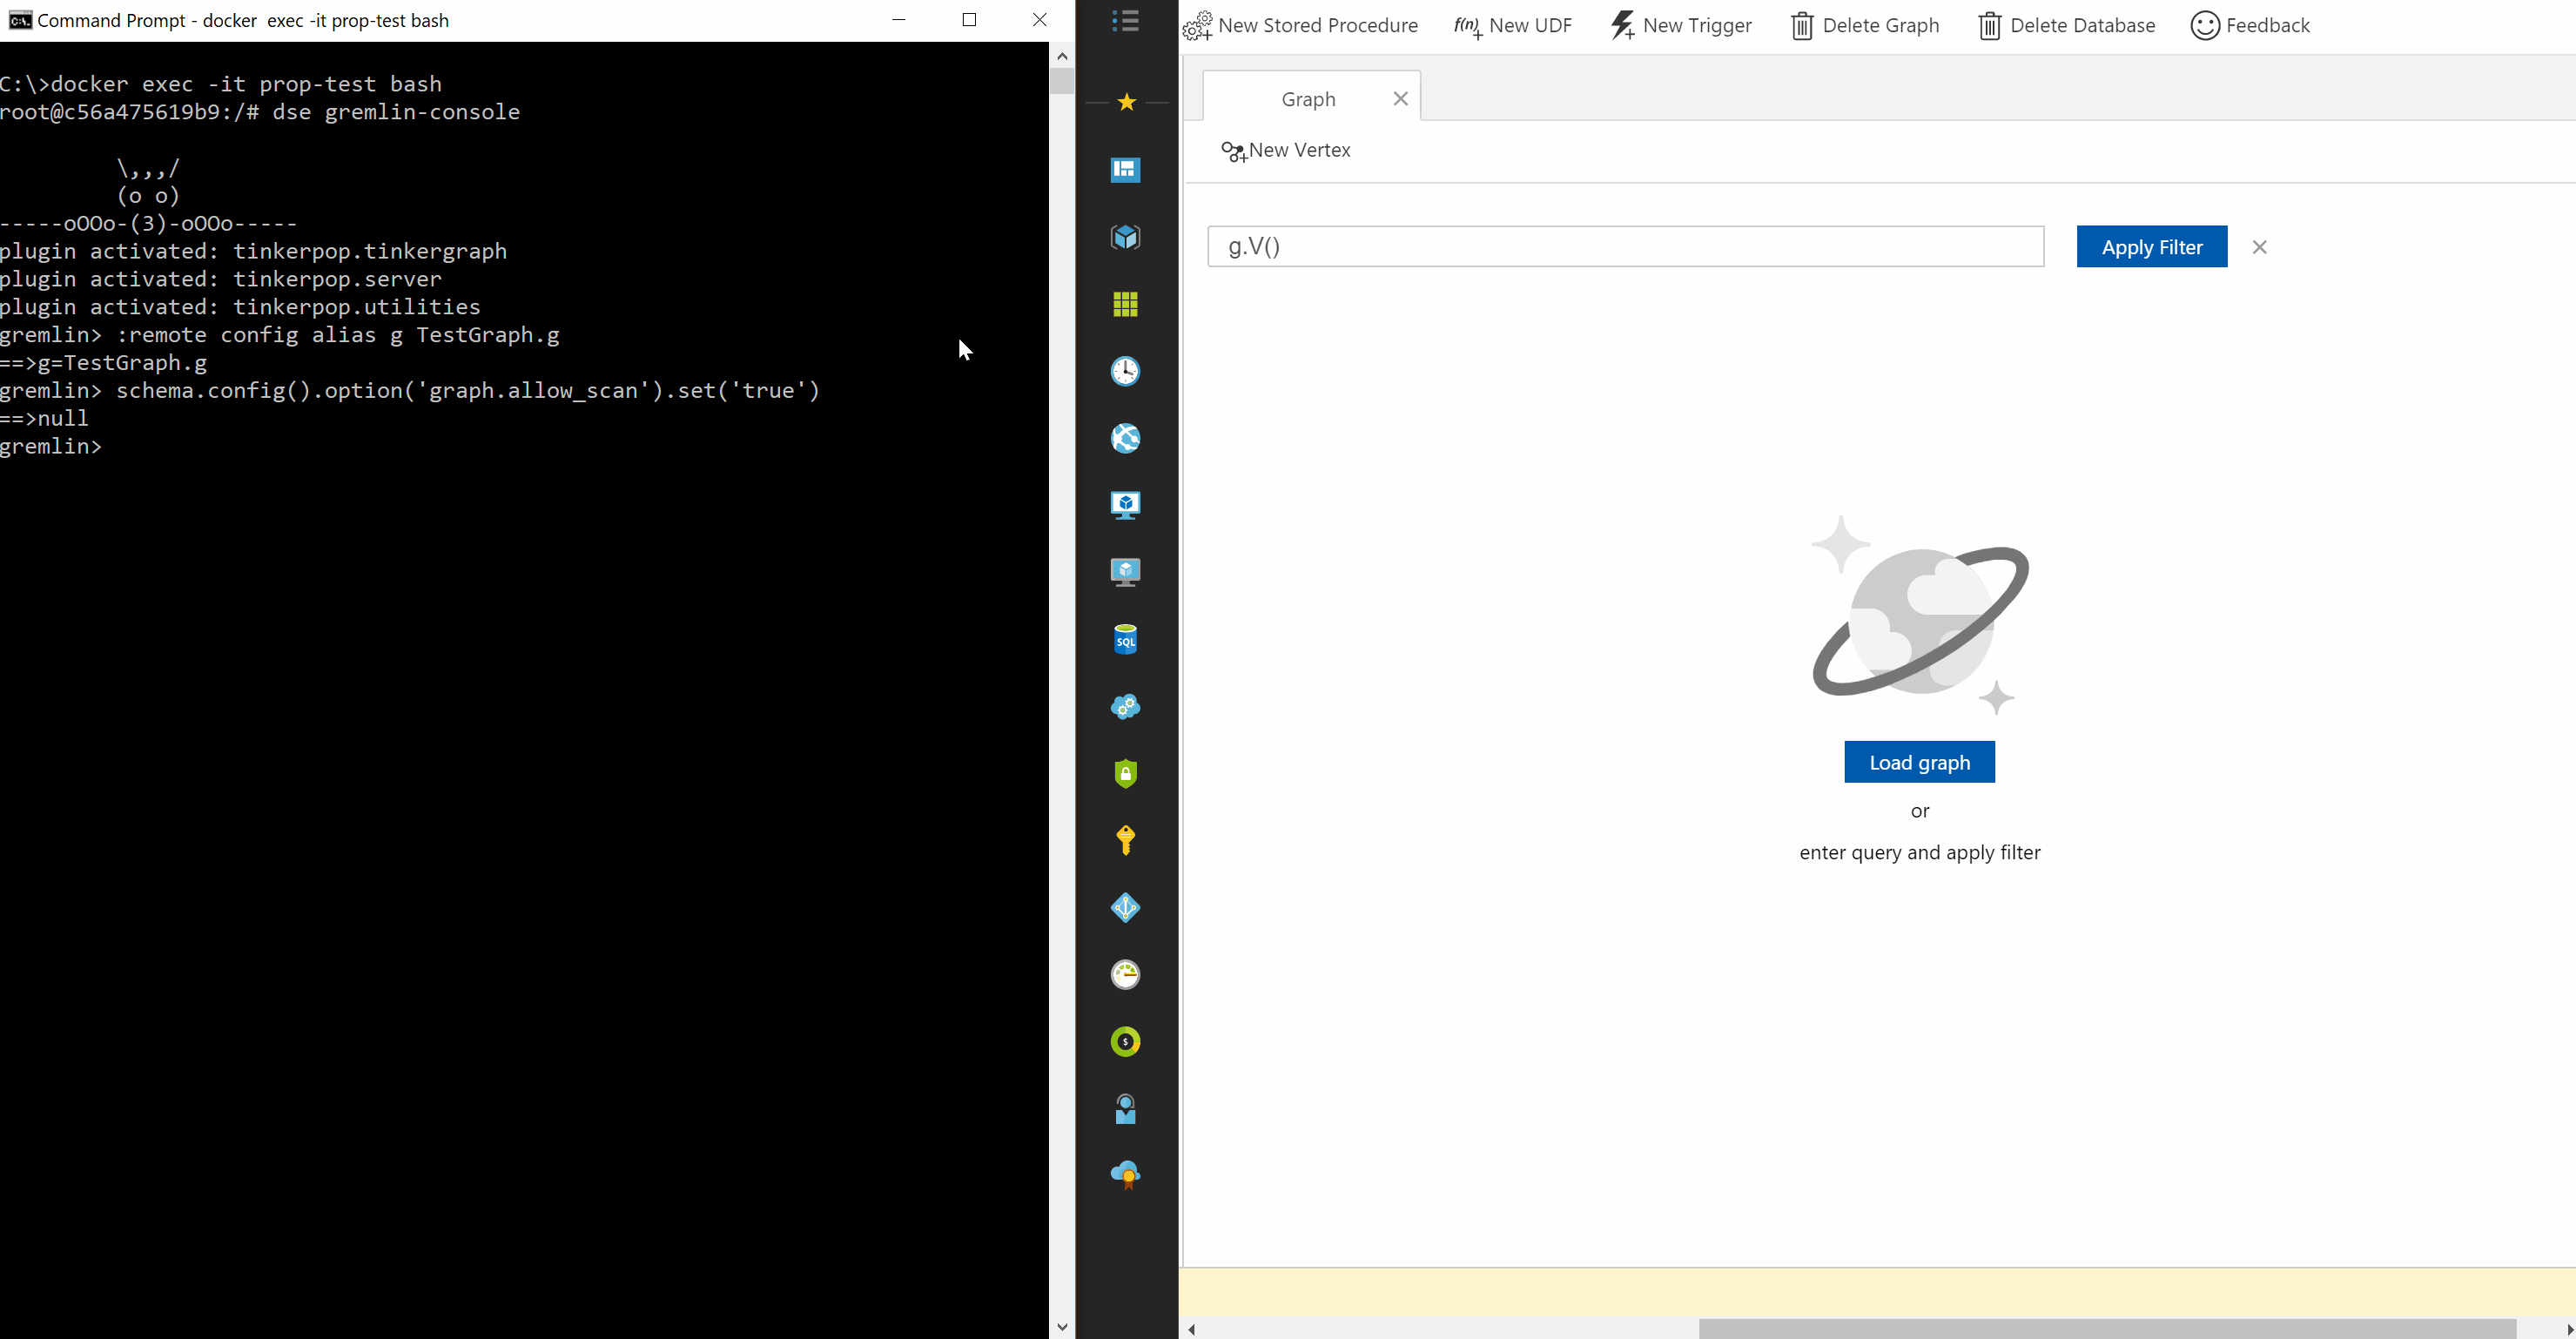 Command Prompt - docker  exec -it prop-test bash
C:\>docker exec -it prop-test bash
root@c56a475619b9:/# dse gremlin-console
\,,,/
(o o)
-----oOOo-(3)-oOOo-----
plugin activated: tinkerpop.tinkergraph
plugin activated: tinkerpop.server
plugin activated: tinkerpop.utilities
gremlin> :remote config alias g TestGraph.g
==>g=TestGraph.g
gremlin> schema.config().option('graph.allow_scan').set('true')
==>null
gremlin>
SQL
$
New Stored Procedure
f(n) New UDF
New Trigger
Delete Graph
Delete Database
Feedback
Graph
New Vertex
g.V()
Apply Filter
Load graph
or
enter query and apply filter